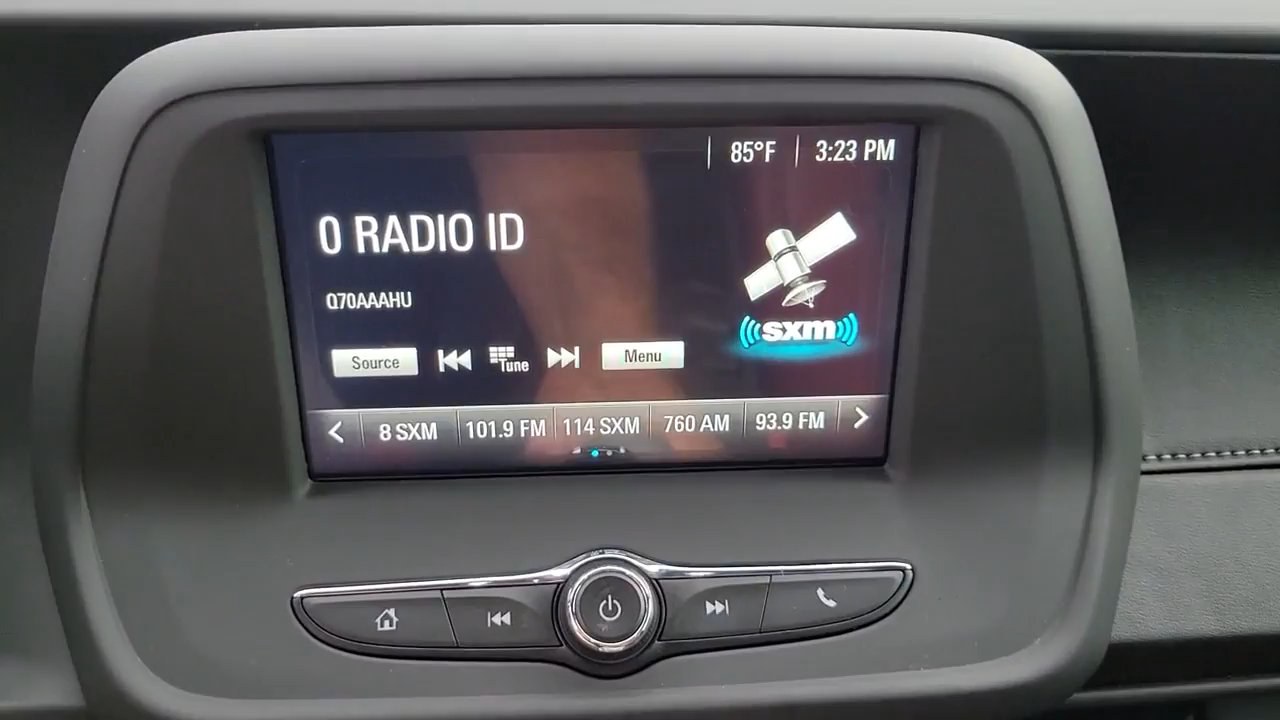 85°F 3:23 PM
0 RADIO ID
Q70AAAHU
sxm
Source Tune Menu
8 SXM 101.9 FM 114 SXM 760 AM 93.9 FM